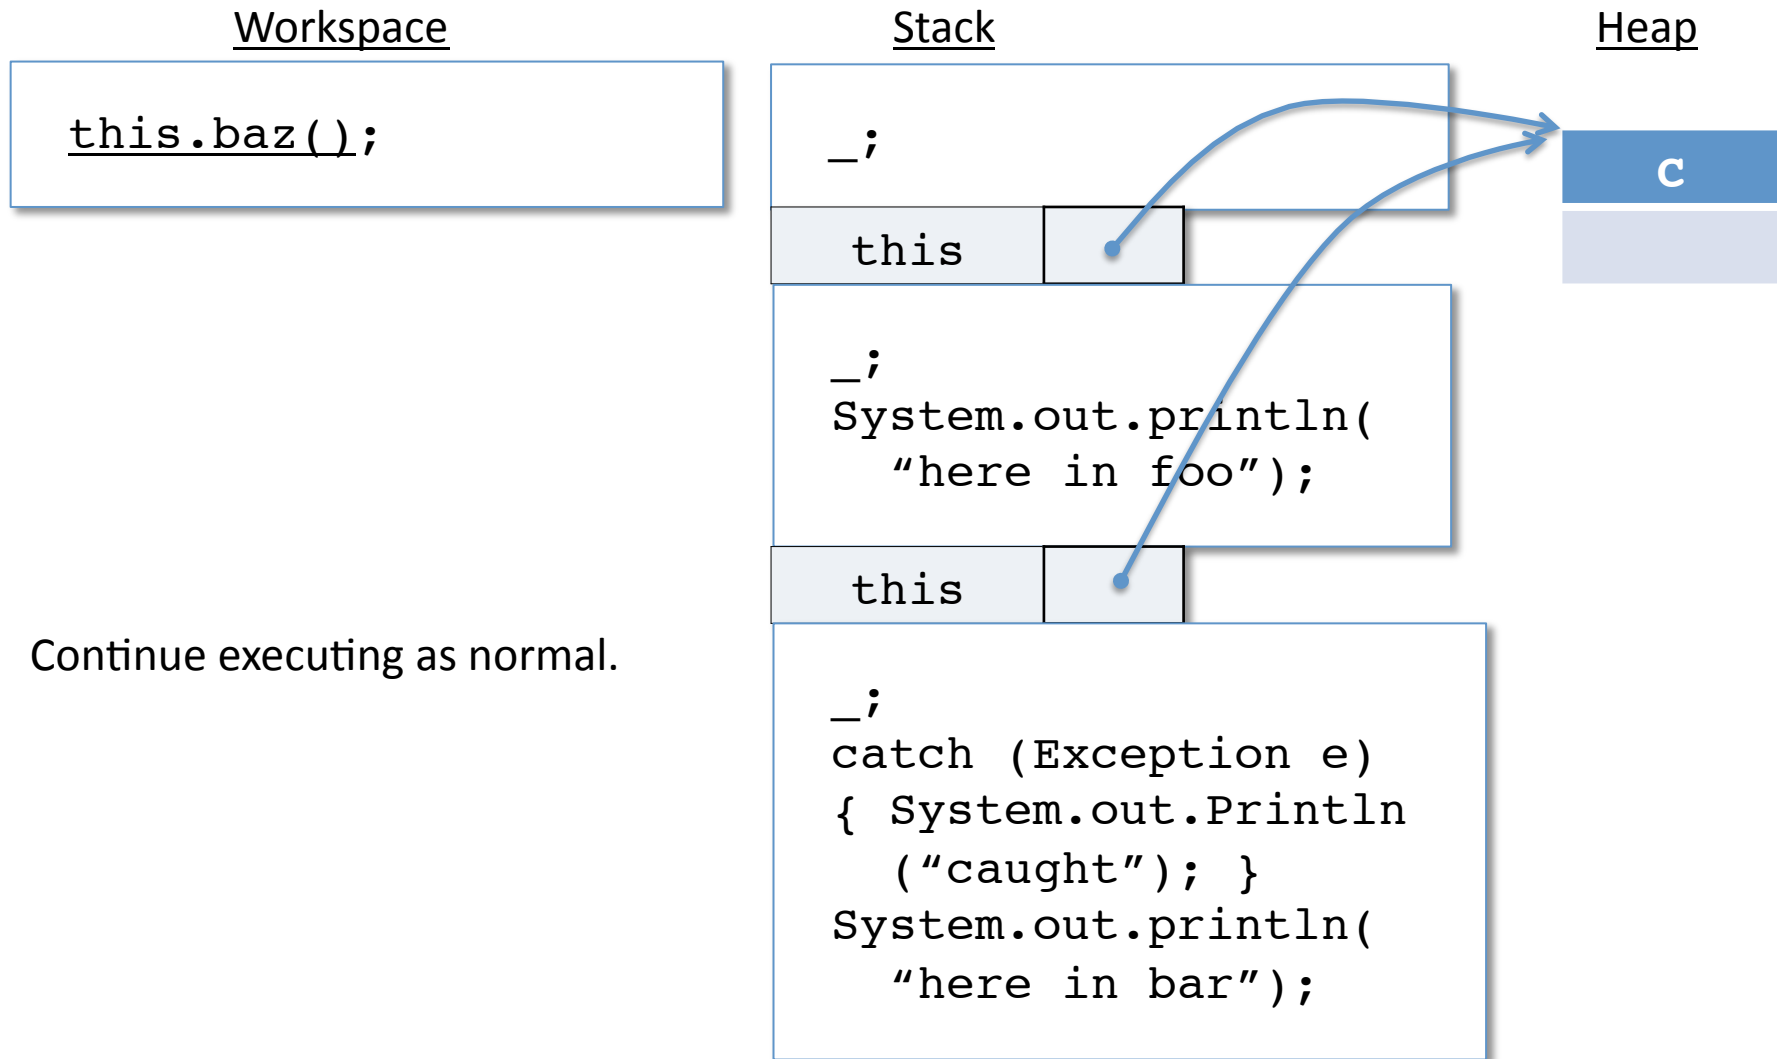 Workspace
this.baz();
Continue executing as normal.
Stack
_;
this
_;
System.out.println(
“here in foo”);
this
_;
catch (Exception e)
{ System.out.Println
(“caught”); }
System.out.println(
“here in bar”);
Heap
C